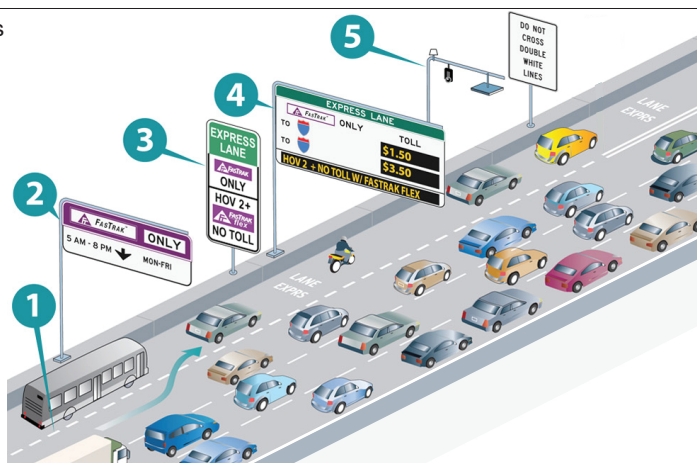 s
DO NOT
CROSS
DOUBLE
WHITE
LINES
5
4
EXPRESS LANE
FASTRAK ONLY
TO
TO
TOLL
$1.50
$3.50
HOV 2 + NO TOLL W/ FASTRAK FLEX
3
EXPRESS
LANE
FASTRAK
ONLY
HOV 2+
FASTRAK
flex
NO TOLL
2
FASTRAK ONLY
5 AM - 8 PM MON-FRI
1
LANE
EXPRS
LANE
EXPRS